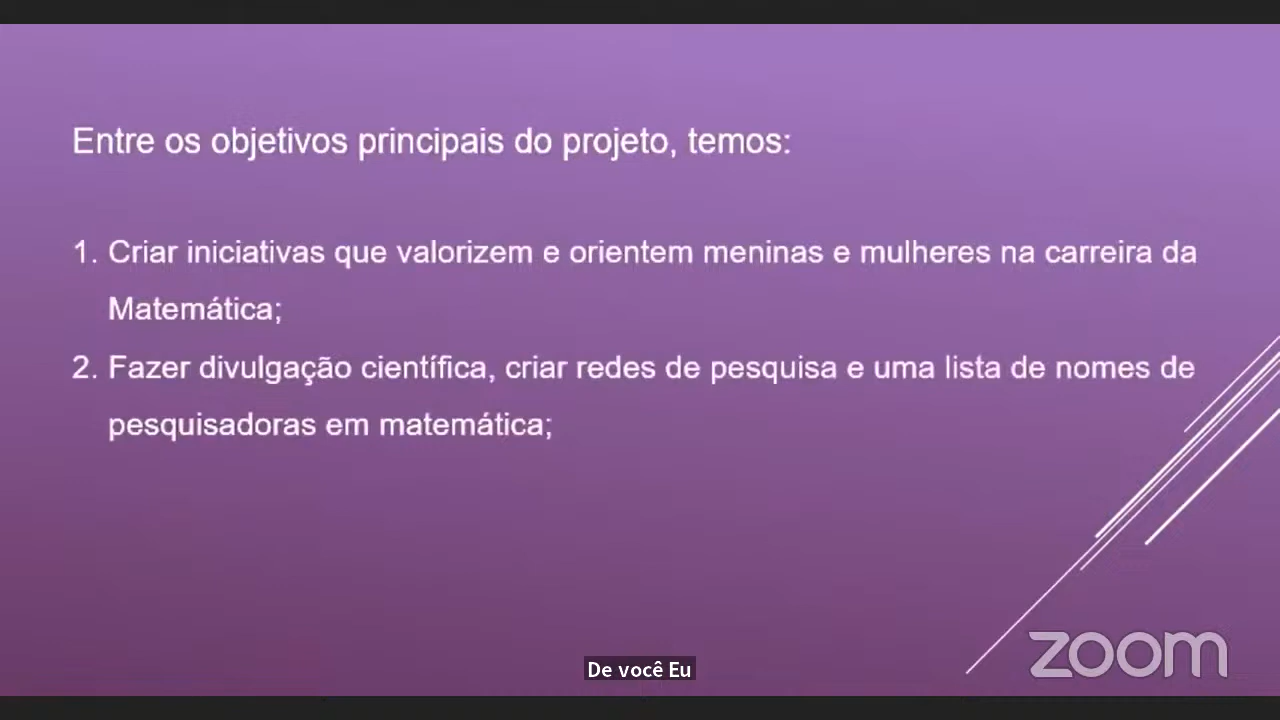 Entre os objetivos principais do projeto, temos:
1. Criar iniciativas que valorizem e orientem meninas e mulheres na carreira da
Matemática;
2. Fazer divulgação científica, criar redes de pesquisa e uma lista de nomes de
pesquisadoras em matemática;
De você Eu
zoom